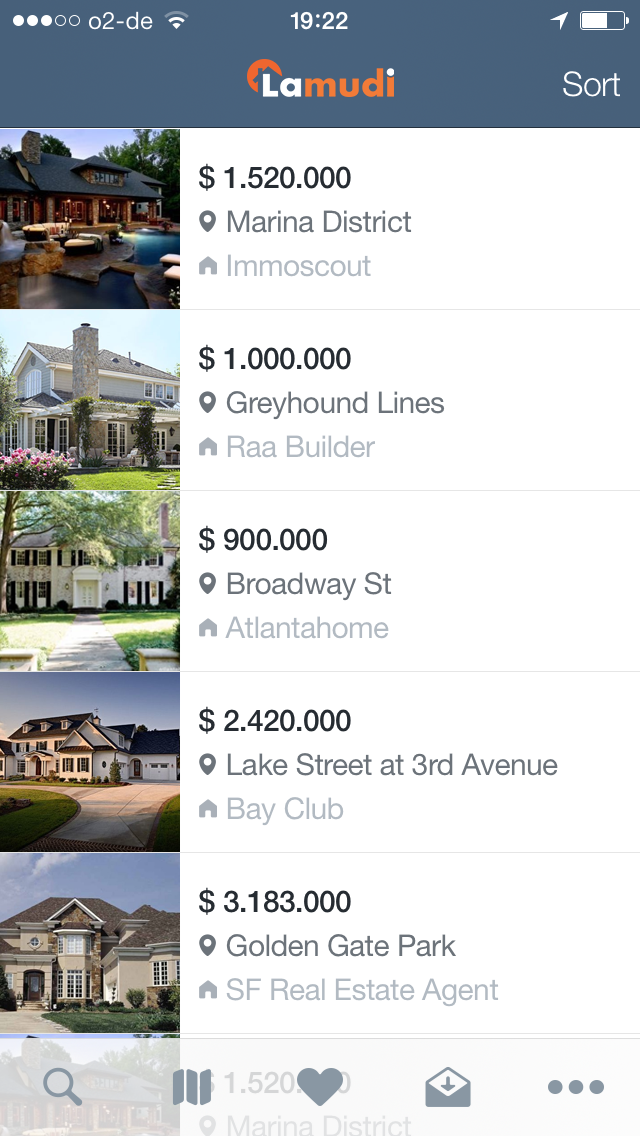 o2-de 19:22
Lamudi
Sort
$ 1.520.000
Marina District
Immoscout
$ 1.000.000
Greyhound Lines
Raa Builder
$ 900.000
Broadway St
Atlantahome
$ 2.420.000
Lake Street at 3rd Avenue
Bay Club
$ 3.183.000
Golden Gate Park
SF Real Estate Agent
$ 1.520.
Marina District